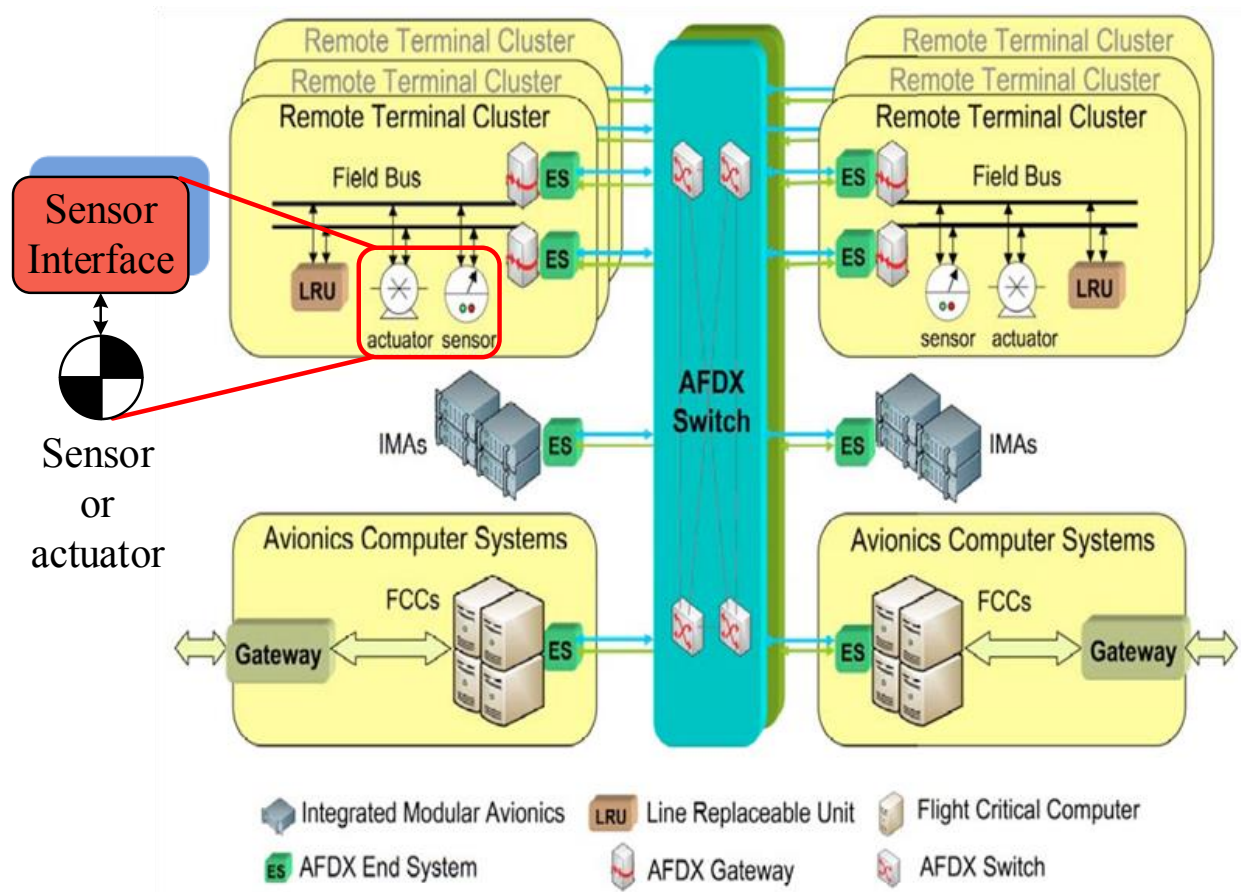 Remote Terminal Cluster
Remote Terminal Cluster
Remote Terminal Cluster
Field Bus
ES
ES
LRU
actuator
sensor
Sensor
Interface
Sensor
or
actuator
AFDX
Switch
Remote Terminal Cluster
Remote Terminal Cluster
Remote Terminal Cluster
ES
Field Bus
ES
LRU
sensor
actuator
IMAs
ES
ES
IMAs
Avionics Computer Systems
FCCs
Gateway
ES
Avionics Computer Systems
FCCs
ES
Gateway
Integrated Modular Avionics
LRU
Line Replaceable Unit
Flight Critical Computer
ES
AFDX End System
AFDX Gateway
AFDX Switch